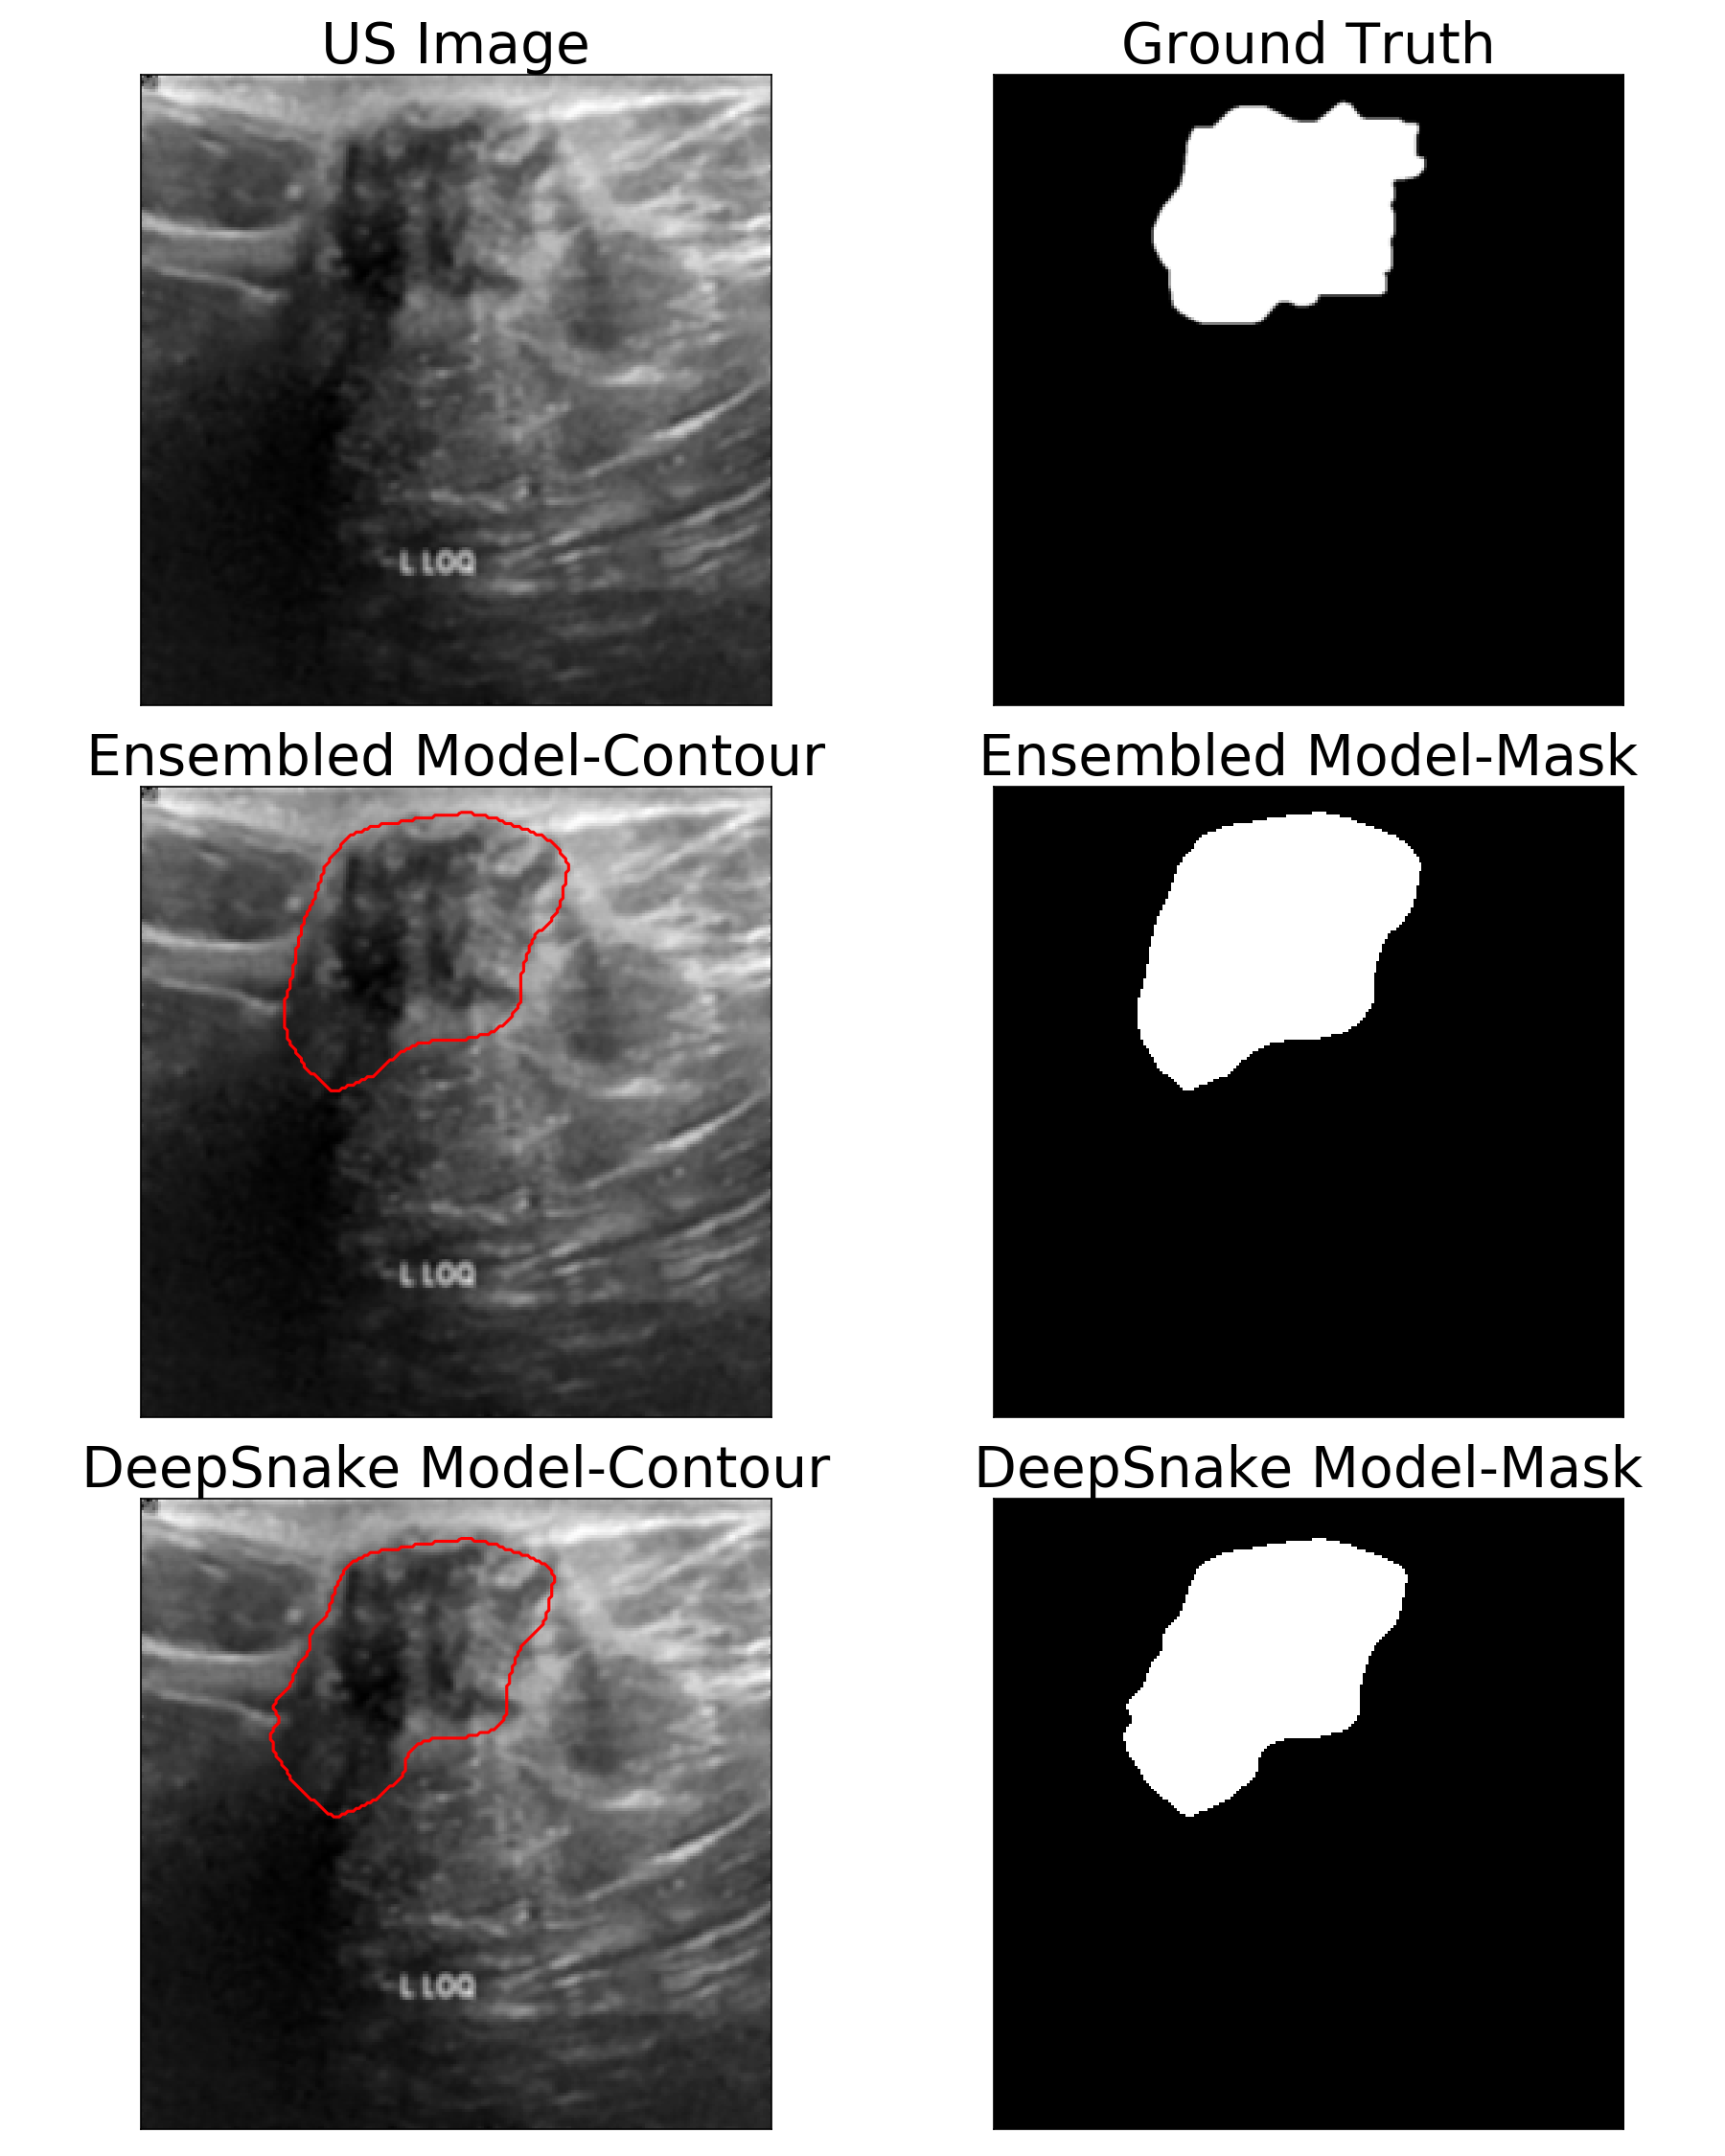 US Image
Ground Truth
Ensembled Model-Contour
Ensembled Model-Mask
L LOQ
DeepSnake Model-Contour
DeepSnake Model-Mask
L LOQ
L LOQ